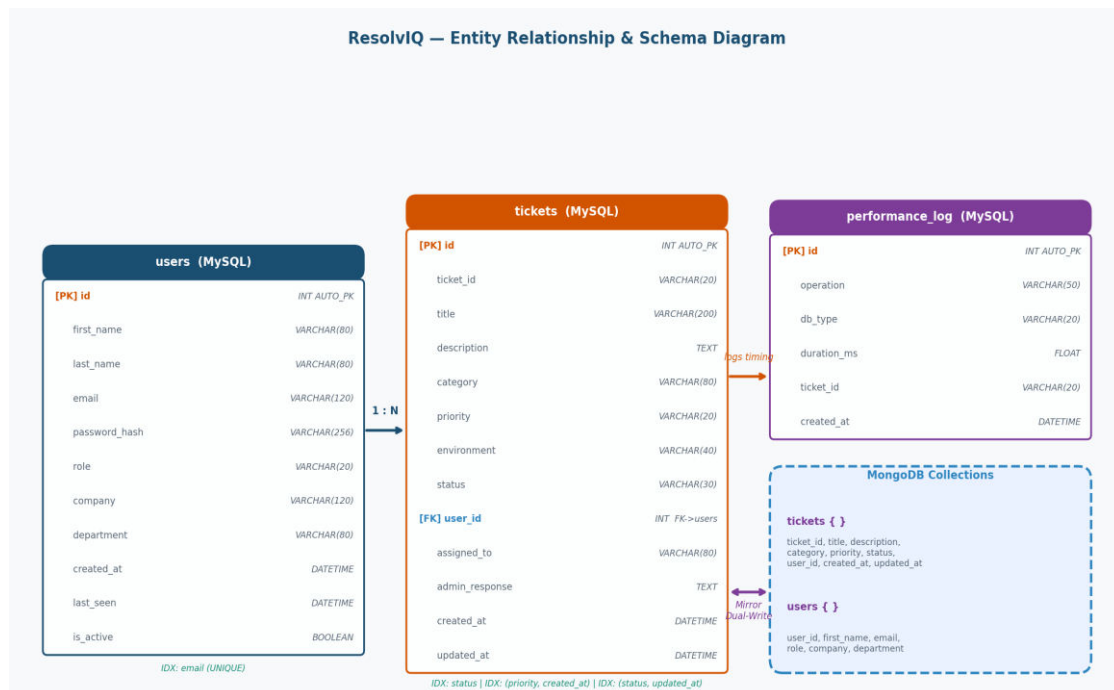 ResolvIQ — Entity Relationship & Schema Diagram
users (MySQL)
[PK] id INT AUTO_PK
first_name VARCHAR(80)
last_name VARCHAR(80)
email VARCHAR(120)
password_hash VARCHAR(256)
role VARCHAR(20)
company VARCHAR(120)
department VARCHAR(80)
created_at DATETIME
last_seen DATETIME
is_active BOOLEAN
IDX: email (UNIQUE)
1 : N
tickets (MySQL)
[PK] id INT AUTO_PK
ticket_id VARCHAR(20)
title VARCHAR(200)
description TEXT
category VARCHAR(80)
priority VARCHAR(20)
environment VARCHAR(40)
status VARCHAR(30)
[FK] user_id INT FK->users
assigned_to VARCHAR(80)
admin_response TEXT
created_at DATETIME
updated_at DATETIME
IDX: status | IDX: (priority, created_at) | IDX: (status, updated_at)
logs timing
Mirror
Dual-Write
performance_log (MySQL)
[PK] id INT AUTO_PK
operation VARCHAR(50)
db_type VARCHAR(20)
duration_ms FLOAT
ticket_id VARCHAR(20)
created_at DATETIME
MongoDB Collections
tickets { }
ticket_id, title, description,
category, priority, status,
user_id, created_at, updated_at
users { }
user_id, first_name, email,
role, company, department